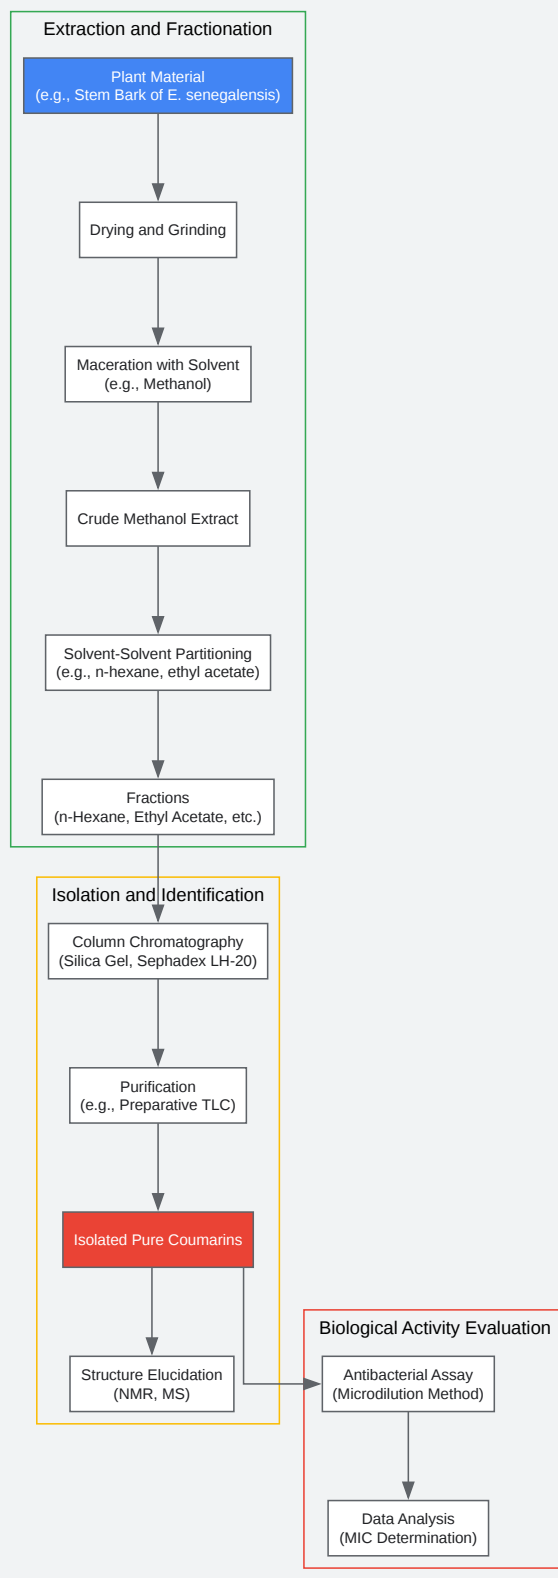 Extraction and Fractionation
Plant Material
(e.g., Stem Bark of E. senegalensis)
Drying and Grinding
Maceration with Solvent
(e.g., Methanol)
Crude Methanol Extract
Solvent-Solvent Partitioning
(e.g., n-hexane, ethyl acetate)
Fractions
(n-Hexane, Ethyl Acetate, etc.)
Isolation and Identification
Column Chromatography
(Silica Gel, Sephadex LH-20)
Purification
(e.g., Preparative TLC)
Isolated Pure Coumarins
Structure Elucidation
(NMR, MS)
Biological Activity Evaluation
Antibacterial Assay
(Microdilution Method)
Data Analysis
(MIC Determination)